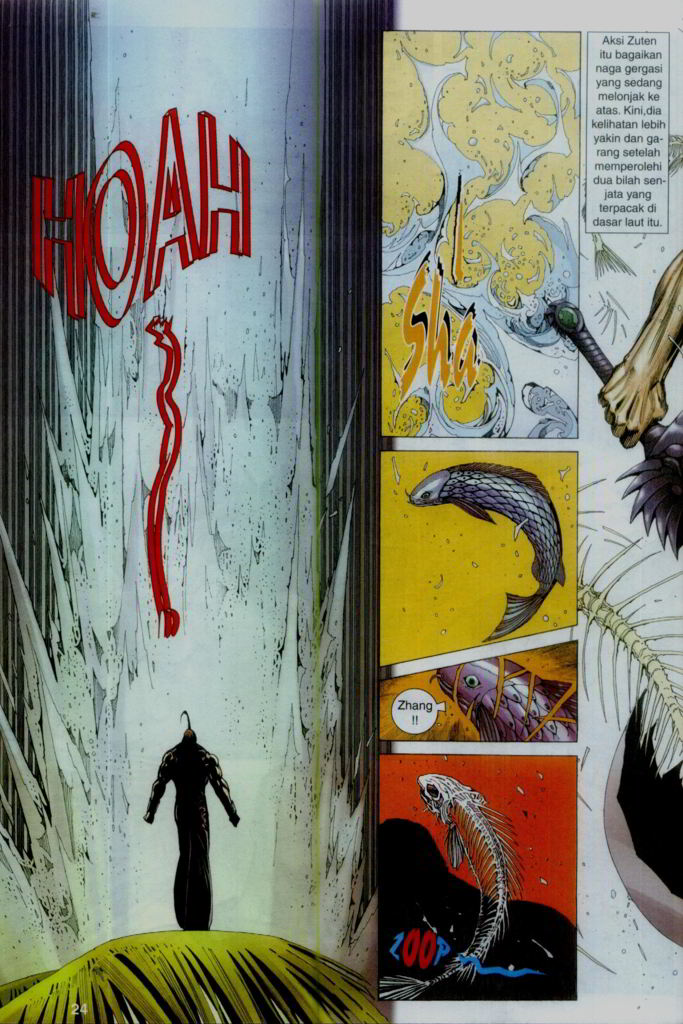 HOAH
Aksi Zuten
itu bagaikan
naga gergasi
yang sedang
melonjak ke
atas. Kini,dia
kelihatan lebih
yakin dan ga-
rang setelah
memperolehi
dua bilah sen-
jata yang
terpacak di
dasar laut itu.
Sha
Zhang
!!
ZOOP
24